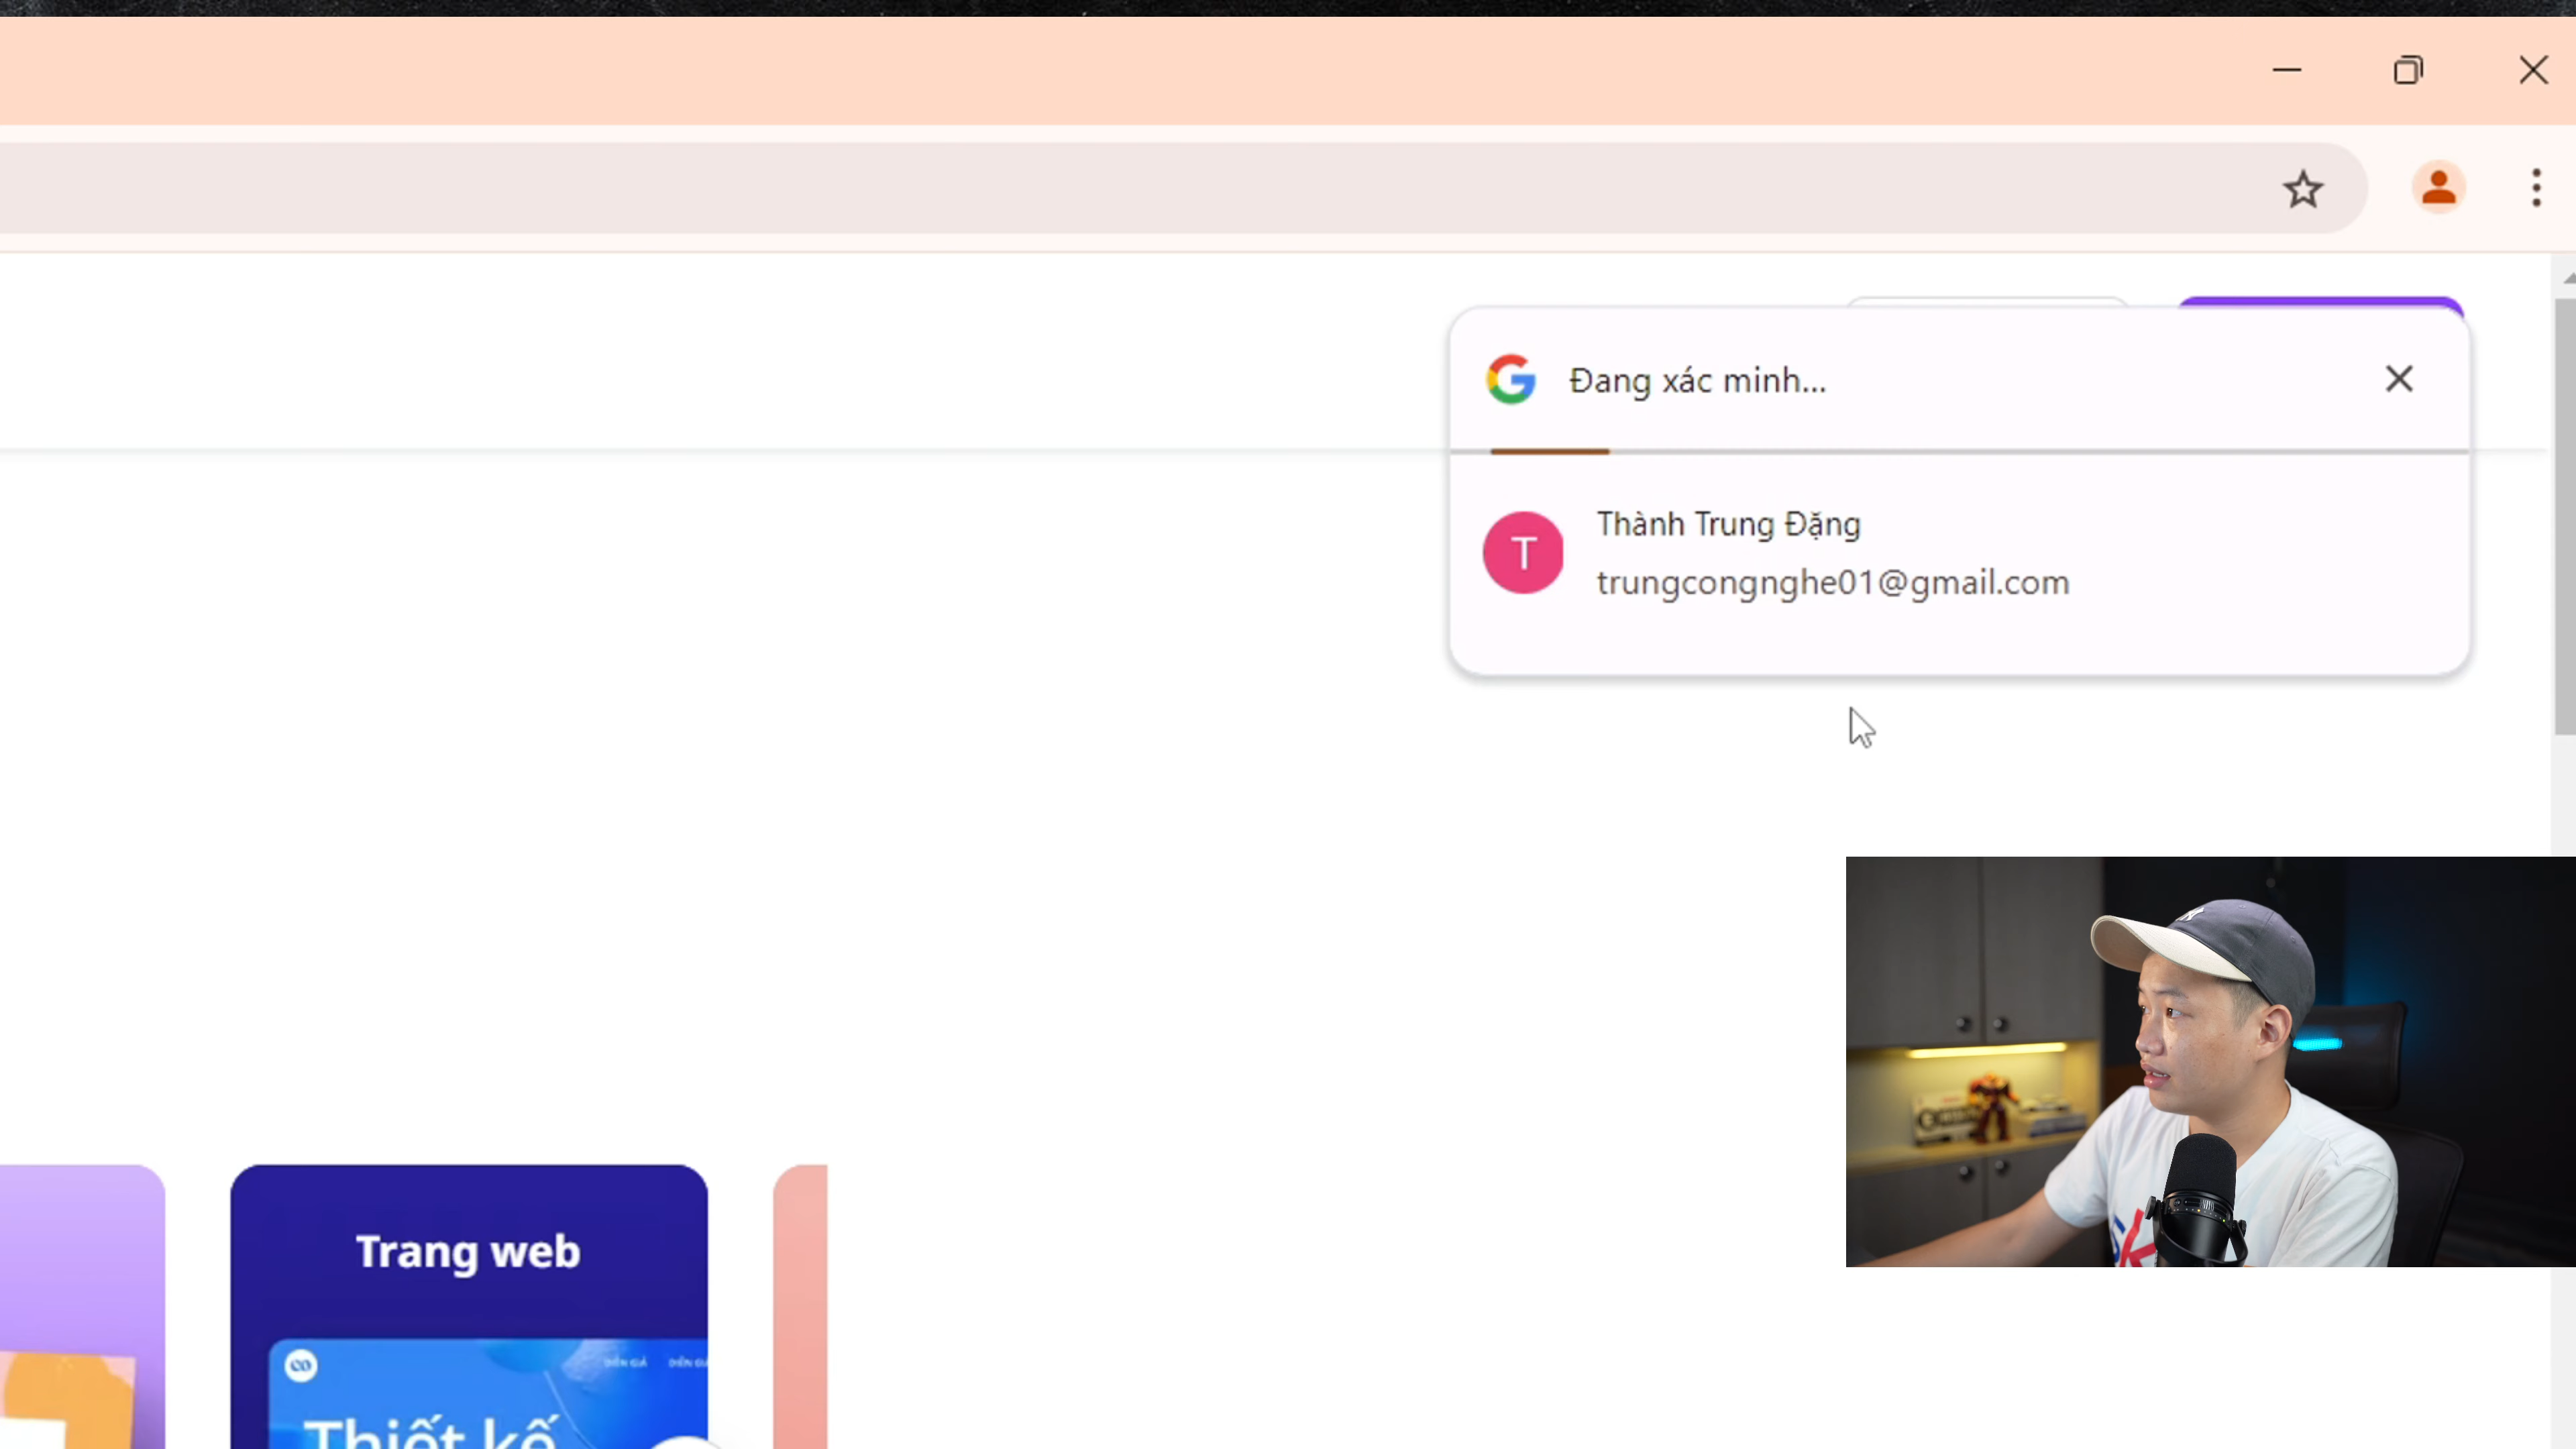 Đang xác minh...
T
Thành Trung Đặng
trungcongnghe01@gmail.com
Trang web
Thiết kế